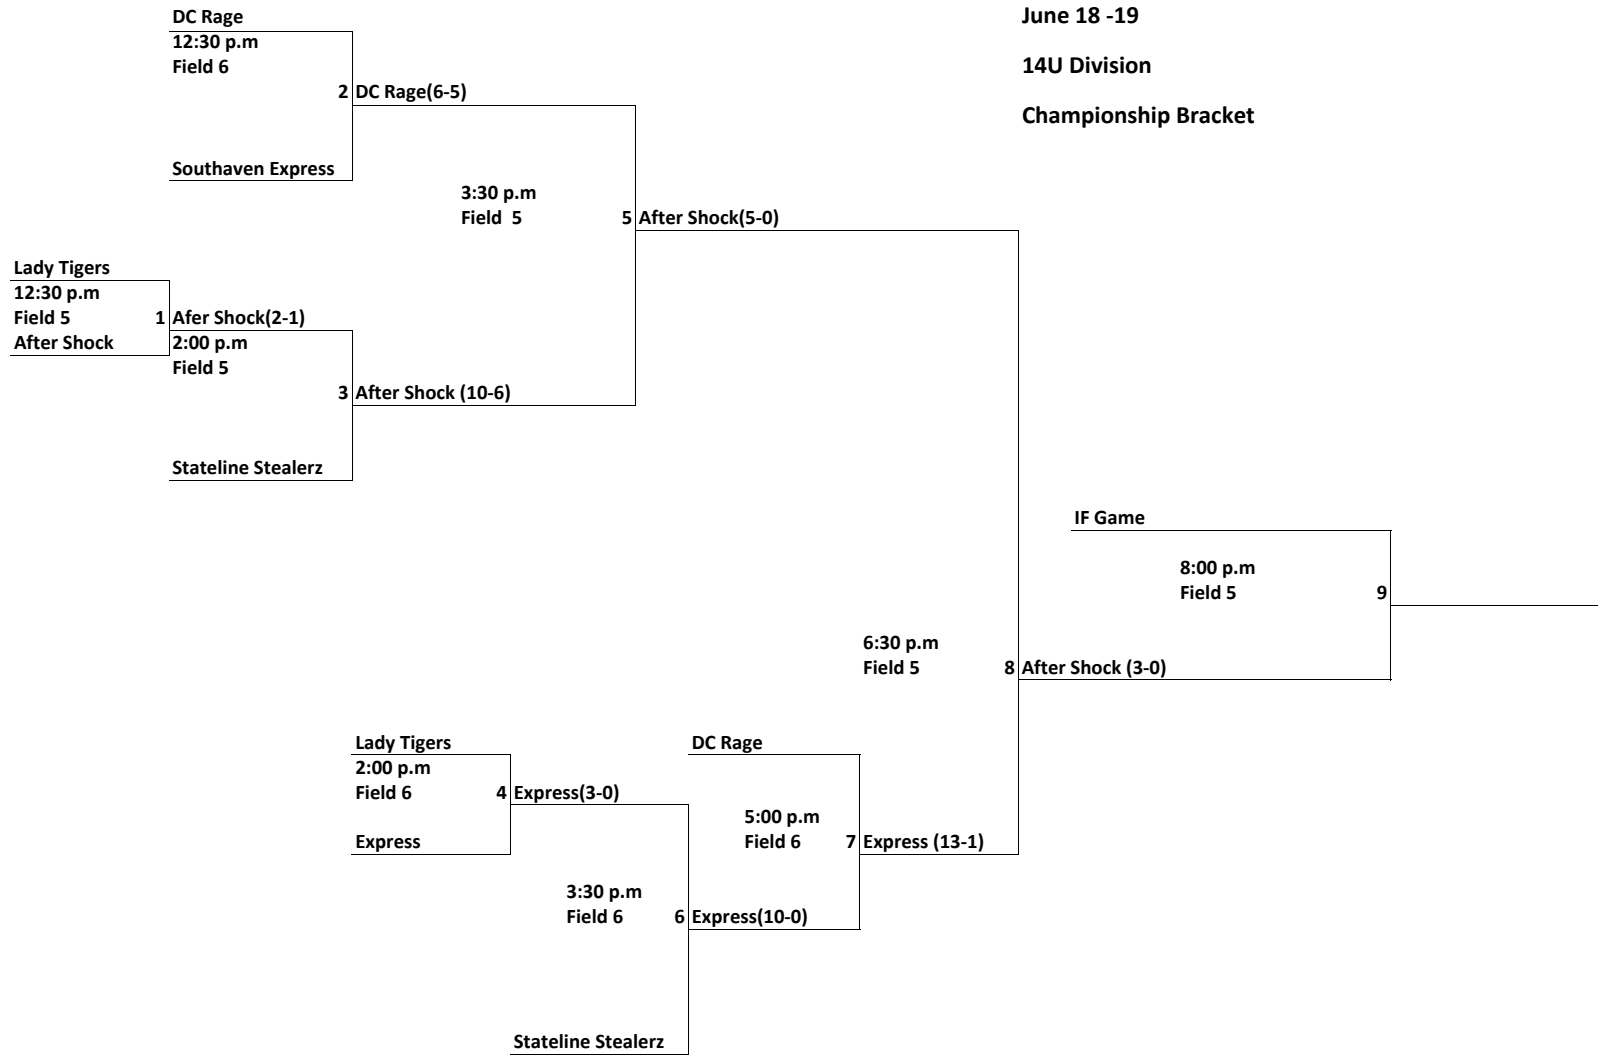 DC Rage
June 18 -19
12:30 p.m
Field 6
14U Division
2 DC Rage(6-5)
Championship Bracket
Southaven Express
3:30 p.m
Field  5
5 After Shock(5-0)
Lady Tigers
12:30 p.m
Field 5
1 Afer Shock(2-1)
After Shock
2:00 p.m
Field 5
3 After Shock (10-6)
Stateline Stealerz
IF Game
8:00 p.m
Field 5
9
6:30 p.m
Field 5
8 After Shock (3-0)
Lady Tigers
DC Rage
2:00 p.m
Field 6
4 Express(3-0)
5:00 p.m
Express
Field 6
7 Express (13-1)
3:30 p.m
Field 6
6 Express(10-0)
Stateline Stealerz